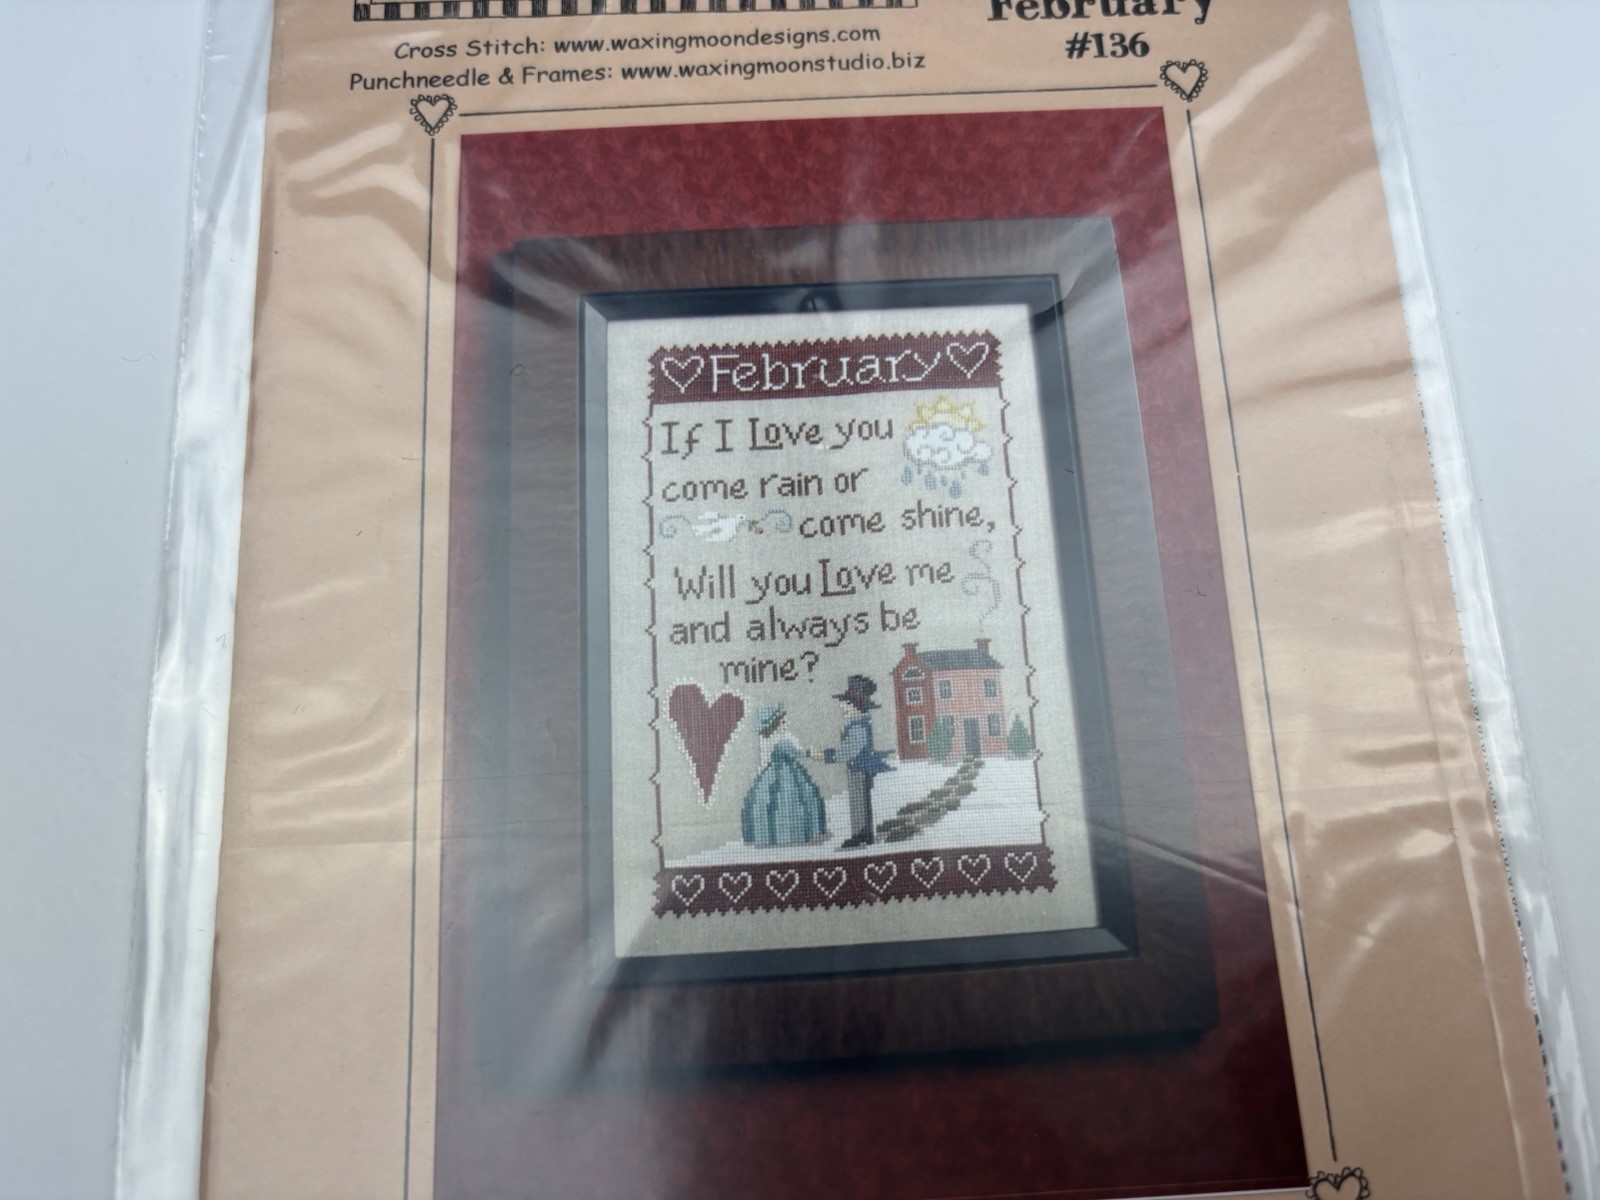 February
#136
Cross Stitch: www.waxingmoondesigns.com
Punchneedle & Frames: www.waxingmoonstudio.biz
February
If I Love you
come rain or
come shine,
Will you Love me
and always be
mine?